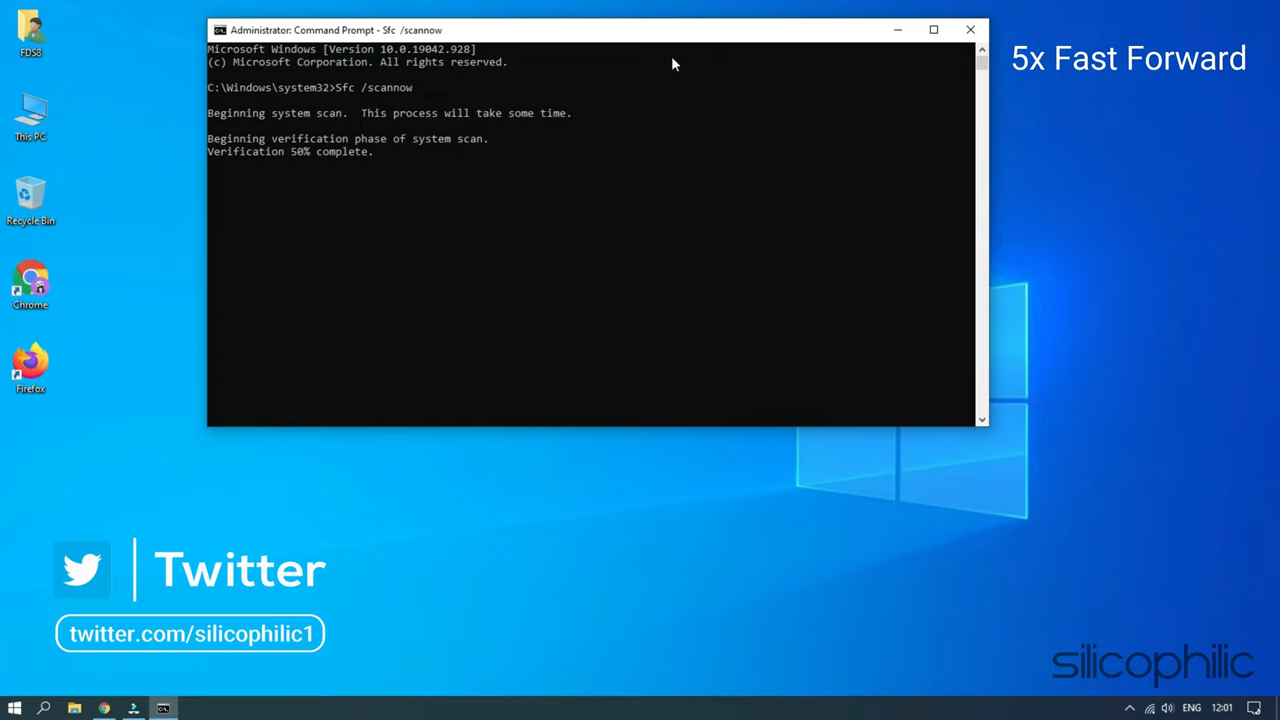 Administrator: Command Prompt - Sfc /scannow
Microsoft Windows [Version 10.0.19042.928]
(c) Microsoft Corporation. All rights reserved.
C:\Windows\system32>Sfc /scannow
Beginning system scan.  This process will take some time.
Beginning verification phase of system scan.
Verification 50% complete.
5x Fast Forward
FDS8
This PC
Recycle Bin
Chrome
Firefox
Twitter
twitter.com/silicophilic1
silicophilic
ENG
12:01